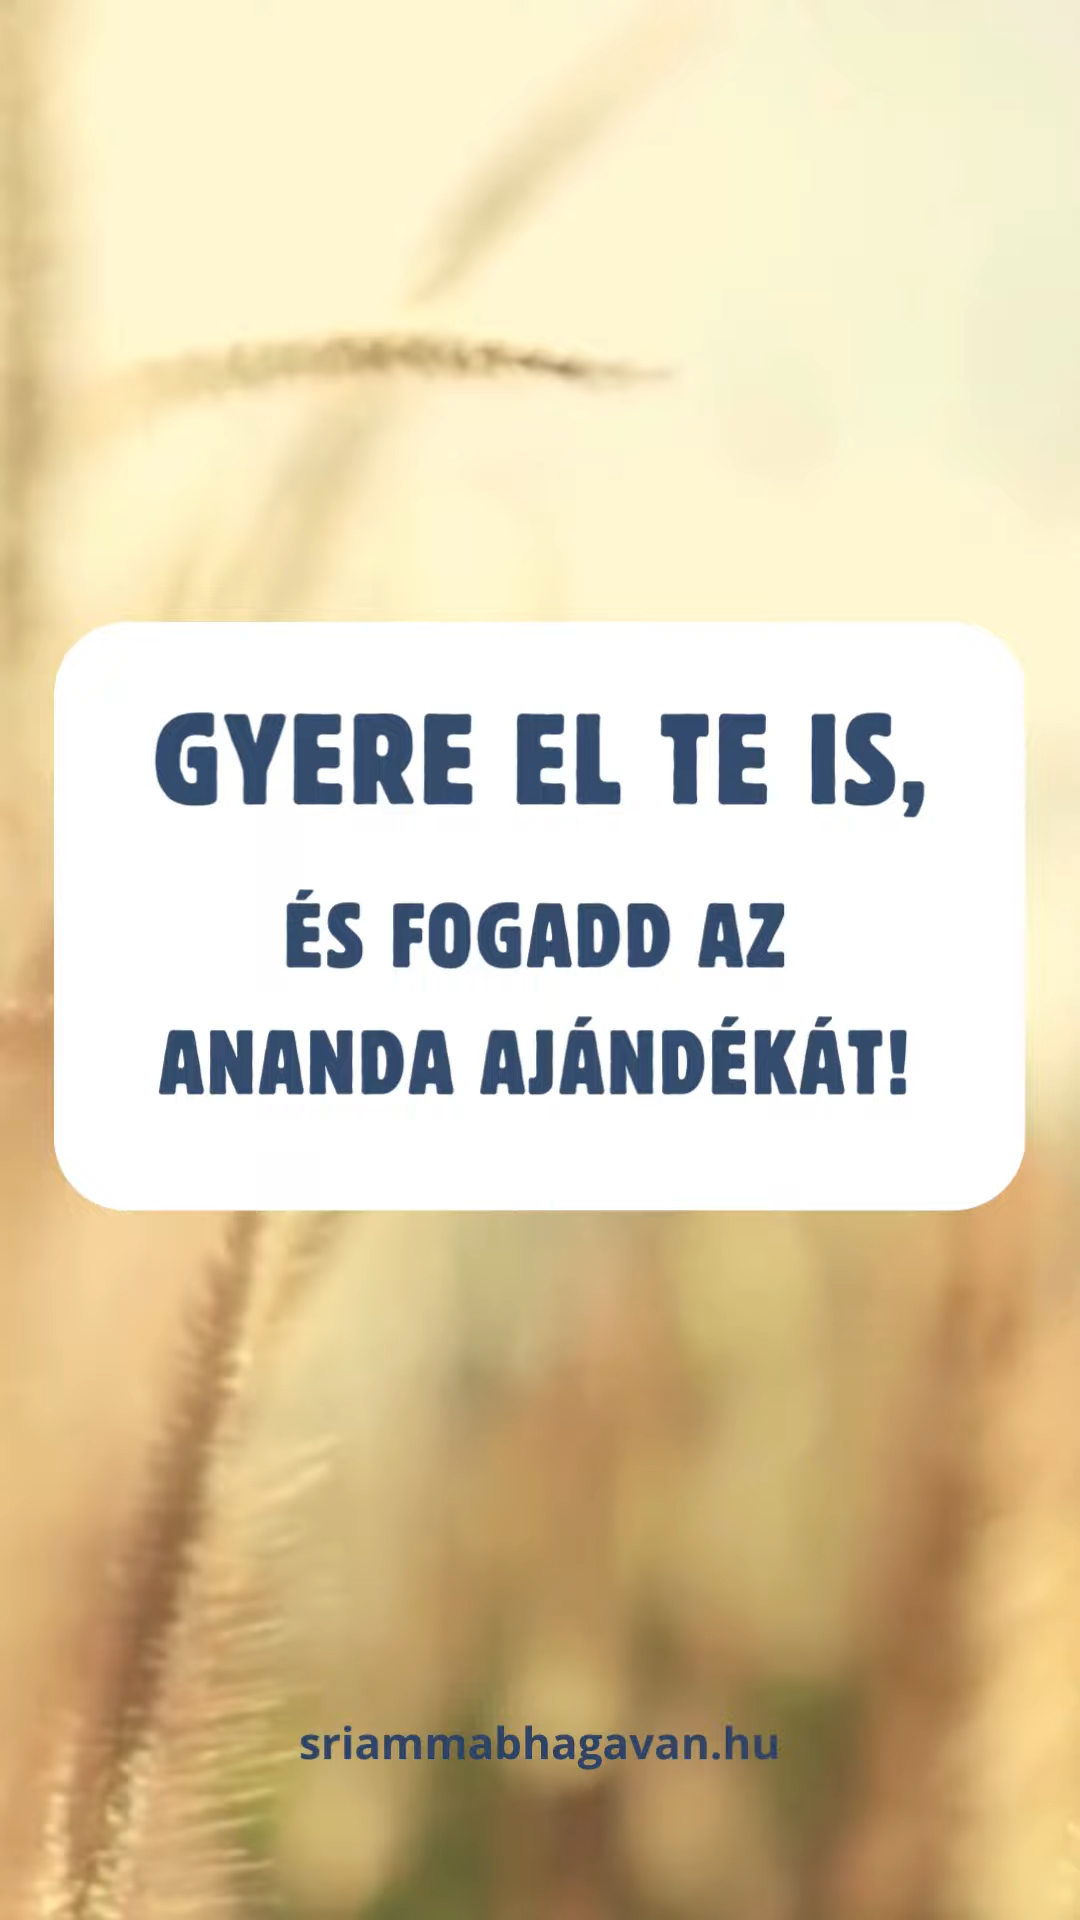 GYERE EL TE IS,
ÉS FOGADD AZ
ANANDA AJÁNDÉKÁT!
sriammabhagavan.hu